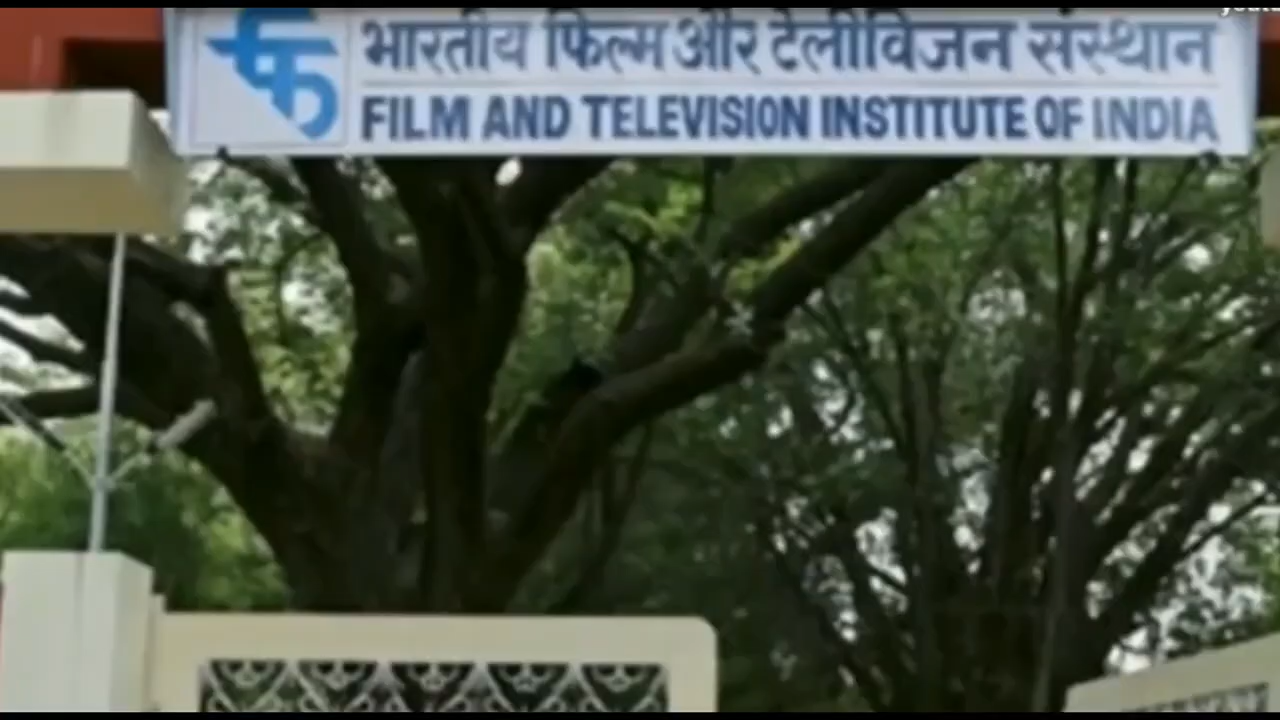 भारतीय फिल्म और टेलीविजन संस्थान
FILM AND TELEVISION INSTITUTE OF INDIA